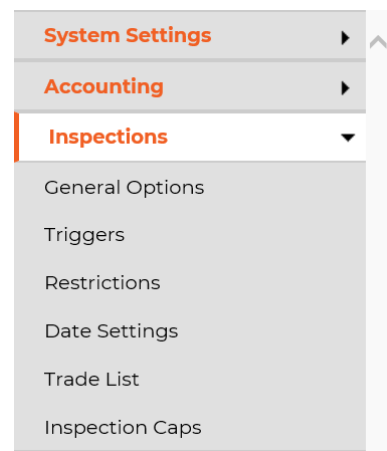 System Settings
Accounting
Inspections
General Options
Triggers
Restrictions
Date Settings
Trade List
Inspection Caps